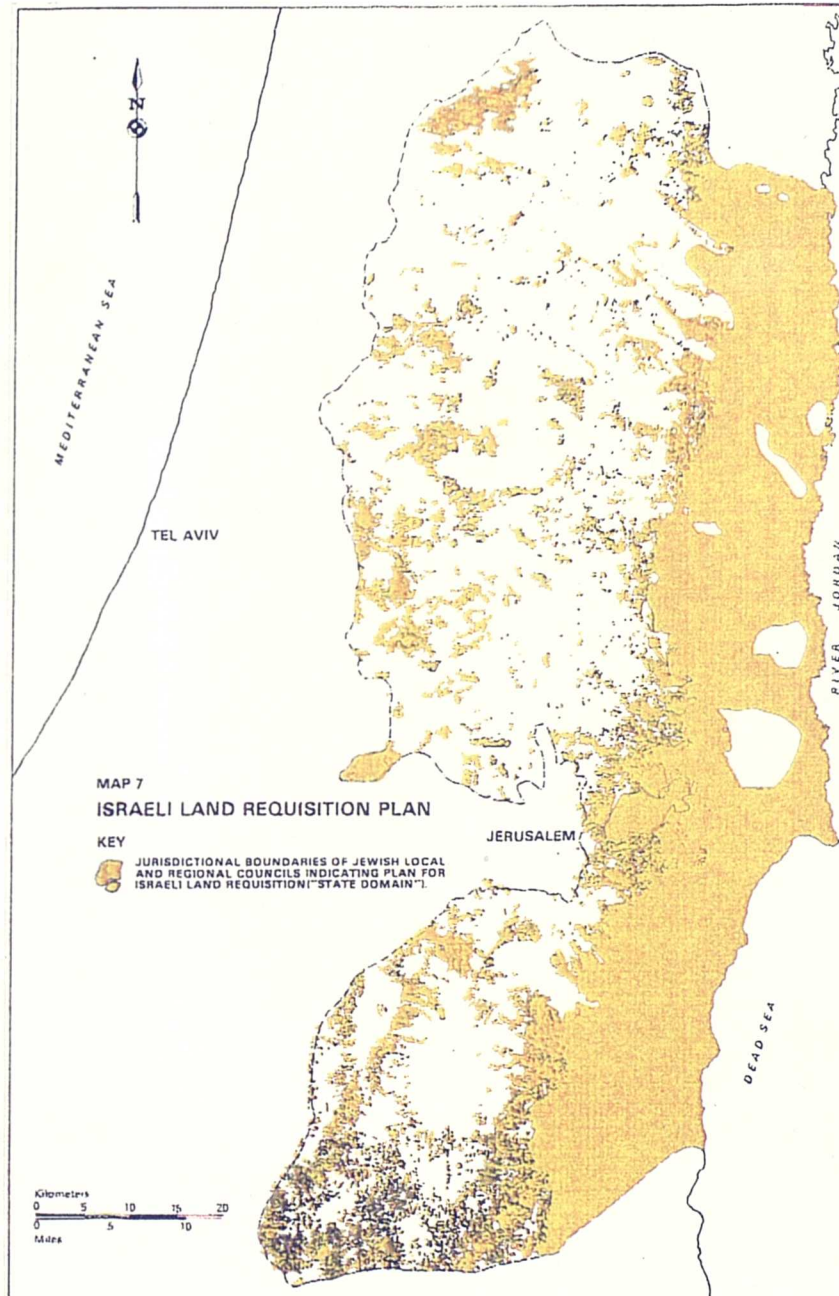 N
MEDITERRANEAN SEA
TEL AVIV
RIVER JORDAN
MAP 7
ISRAELI LAND REQUISITION PLAN
KEY
JERUSALEM
JURISDICTIONAL BOUNDARIES OF JEWISH LOCAL
AND REGIONAL COUNCILS INDICATING PLAN FOR
ISRAELI LAND REQUISITION("STATE DOMAIN").
DEAD SEA
Kilometers
0 5 10 15 20
0 5 10
Miles